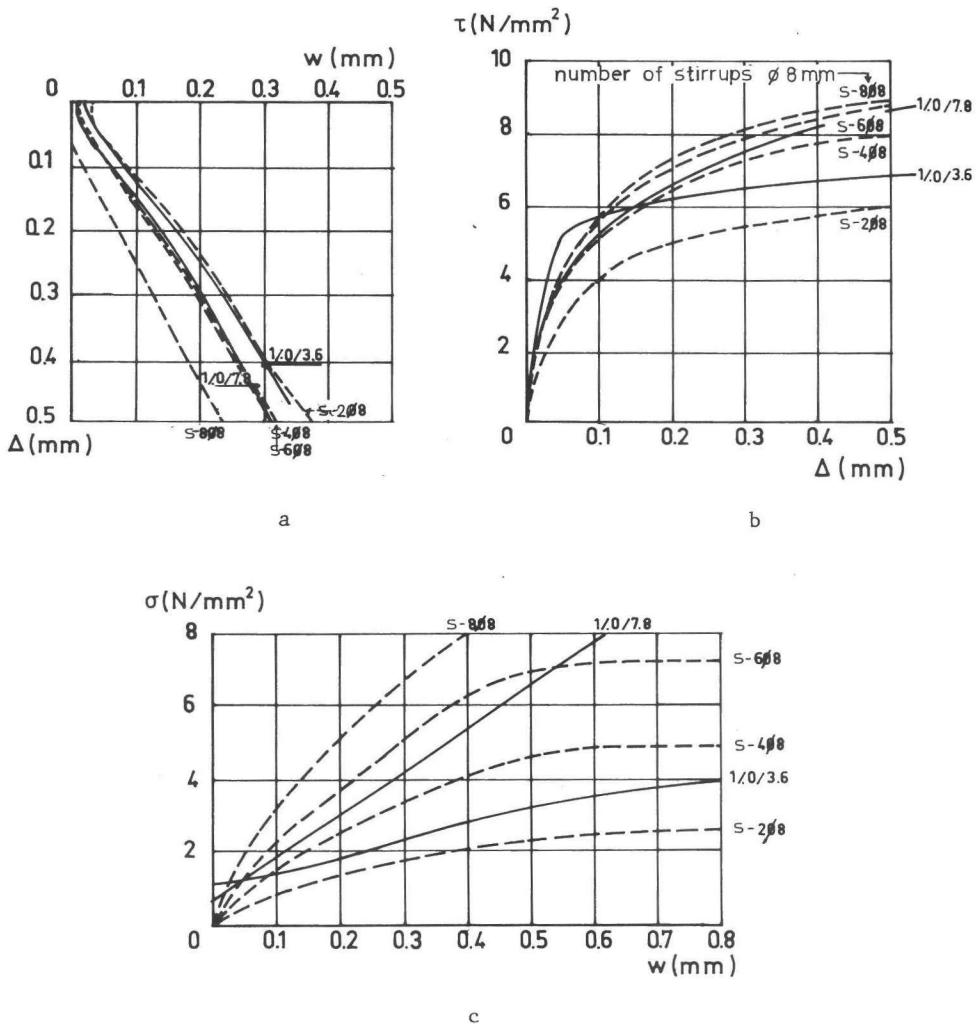 w (mm)
0 0.1 0.2 0.3 0.4 0.5
0.1
0.2
0.3
0.4
0.5
Δ (mm)
1/.0/3.6
1/.0/7.8
S-2ø8
S-8ø8
S-4ø8
S-6ø8
a
τ (N/mm²)
10
8
6
4
2
0
number of stirrups ø 8 mm
S-8ø8
1/.0/7.8
S-6ø8
S-4ø8
1/.0/3.6
S-2ø8
0.1 0.2 0.3 0.4 0.5
Δ (mm)
b
σ (N/mm²)
8
6
4
2
0
S-8ø8
1/.0/7.8
S-6ø8
S-4ø8
1/.0/3.6
S-2ø8
0.1 0.2 0.3 0.4 0.5 0.6 0.7 0.8
w (mm)
c